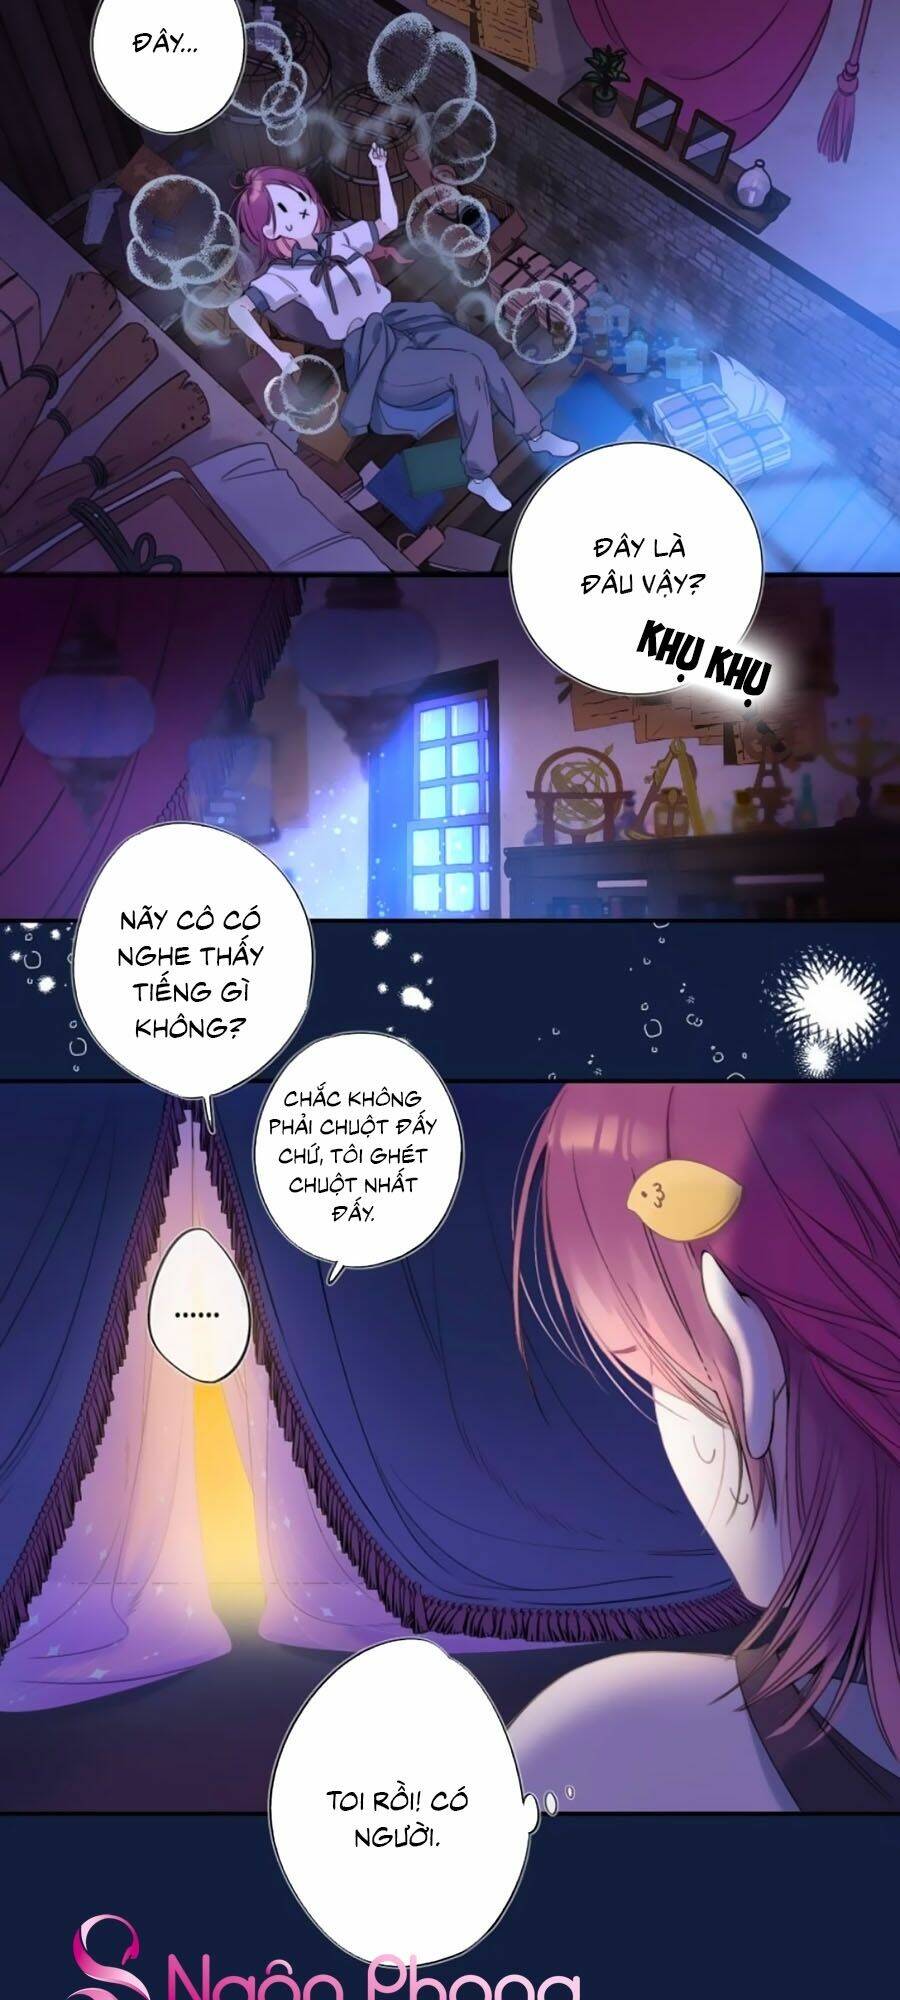 ĐÂY...
ĐÂY LÀ
ĐÂU VẬY?
KHỤ KHỤ
NÃY CÔ CÓ
NGHE THẤY
TIẾNG GÌ
KHÔNG?
CHẮC KHÔNG
PHẢI CHUỘT ĐẤY
CHỨ, TÔI GHÉT
CHUỘT NHẤT
ĐẤY.
......
TOI RỒI! CÓ
NGƯỜI.
Ngôn Phong